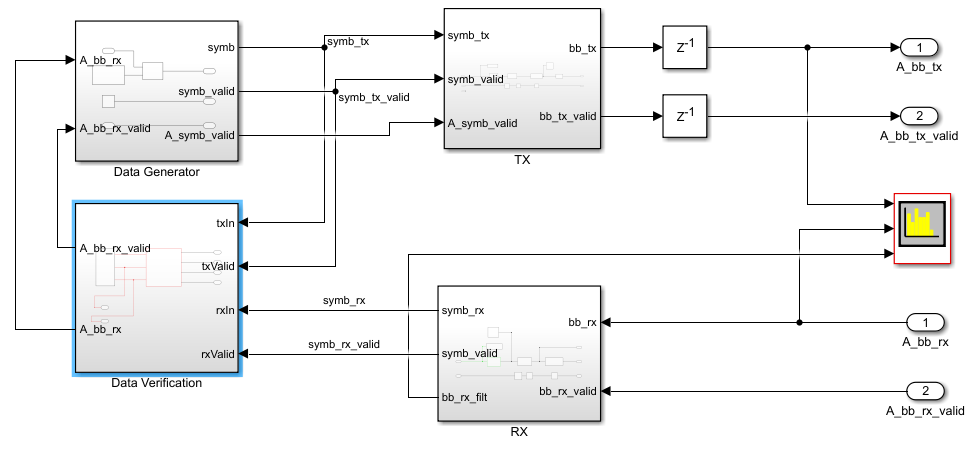 symb
symb_tx
symb_tx
bb_tx
Z-1
1
A_bb_tx
A_bb_rx
symb_valid
symb_tx_valid
symb_valid
A_bb_rx_valid
A_symb_valid
A_symb_valid
bb_tx_valid
Z-1
2
A_bb_tx_valid
Data Generator
TX
txIn
A_bb_rx_valid
txValid
rxIn
symb_rx
symb_rx
bb_rx
1
A_bb_rx
A_bb_rx
rxValid
symb_rx_valid
symb_valid
Data Verification
bb_rx_filt
bb_rx_valid
2
A_bb_rx_valid
RX